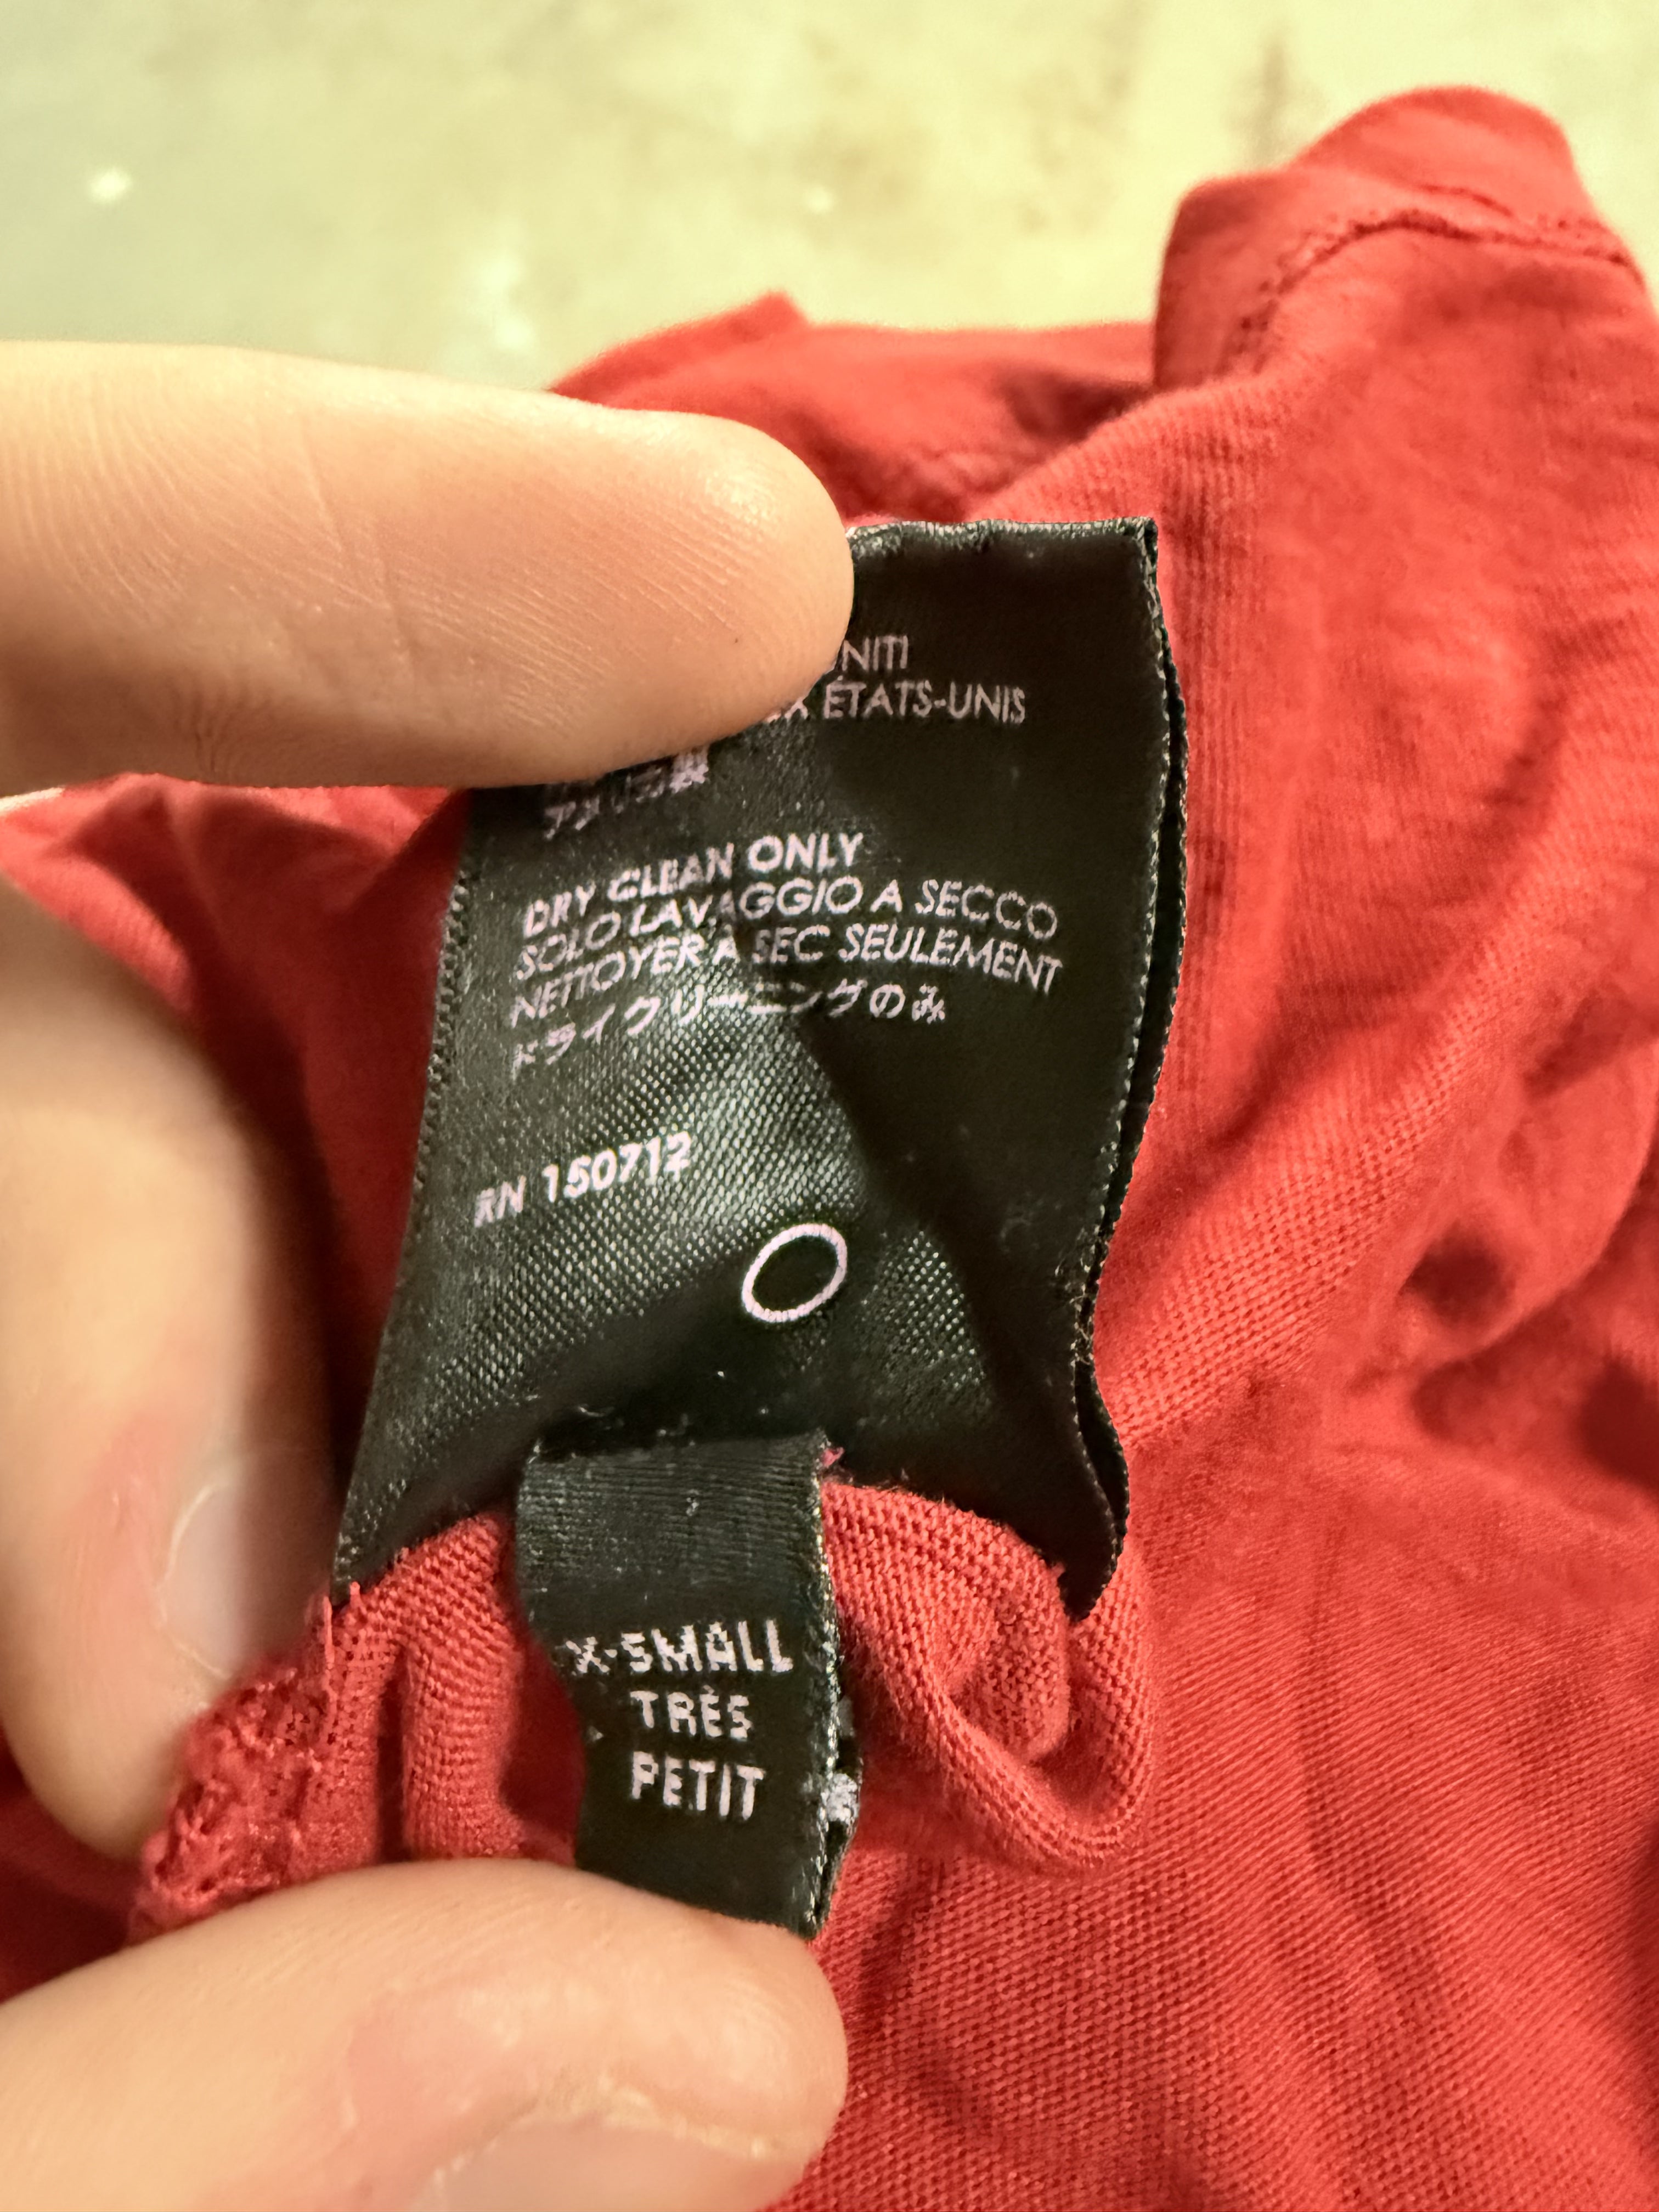 ÉTATS-UNIS
DRY CLEAN ONLY
SOLO LAVAGGIO A SECCO
NETTOYER À SEC SEULEMENT
ドライクリーニングのみ
RN 150712
X-SMALL
TRÈS
PETIT